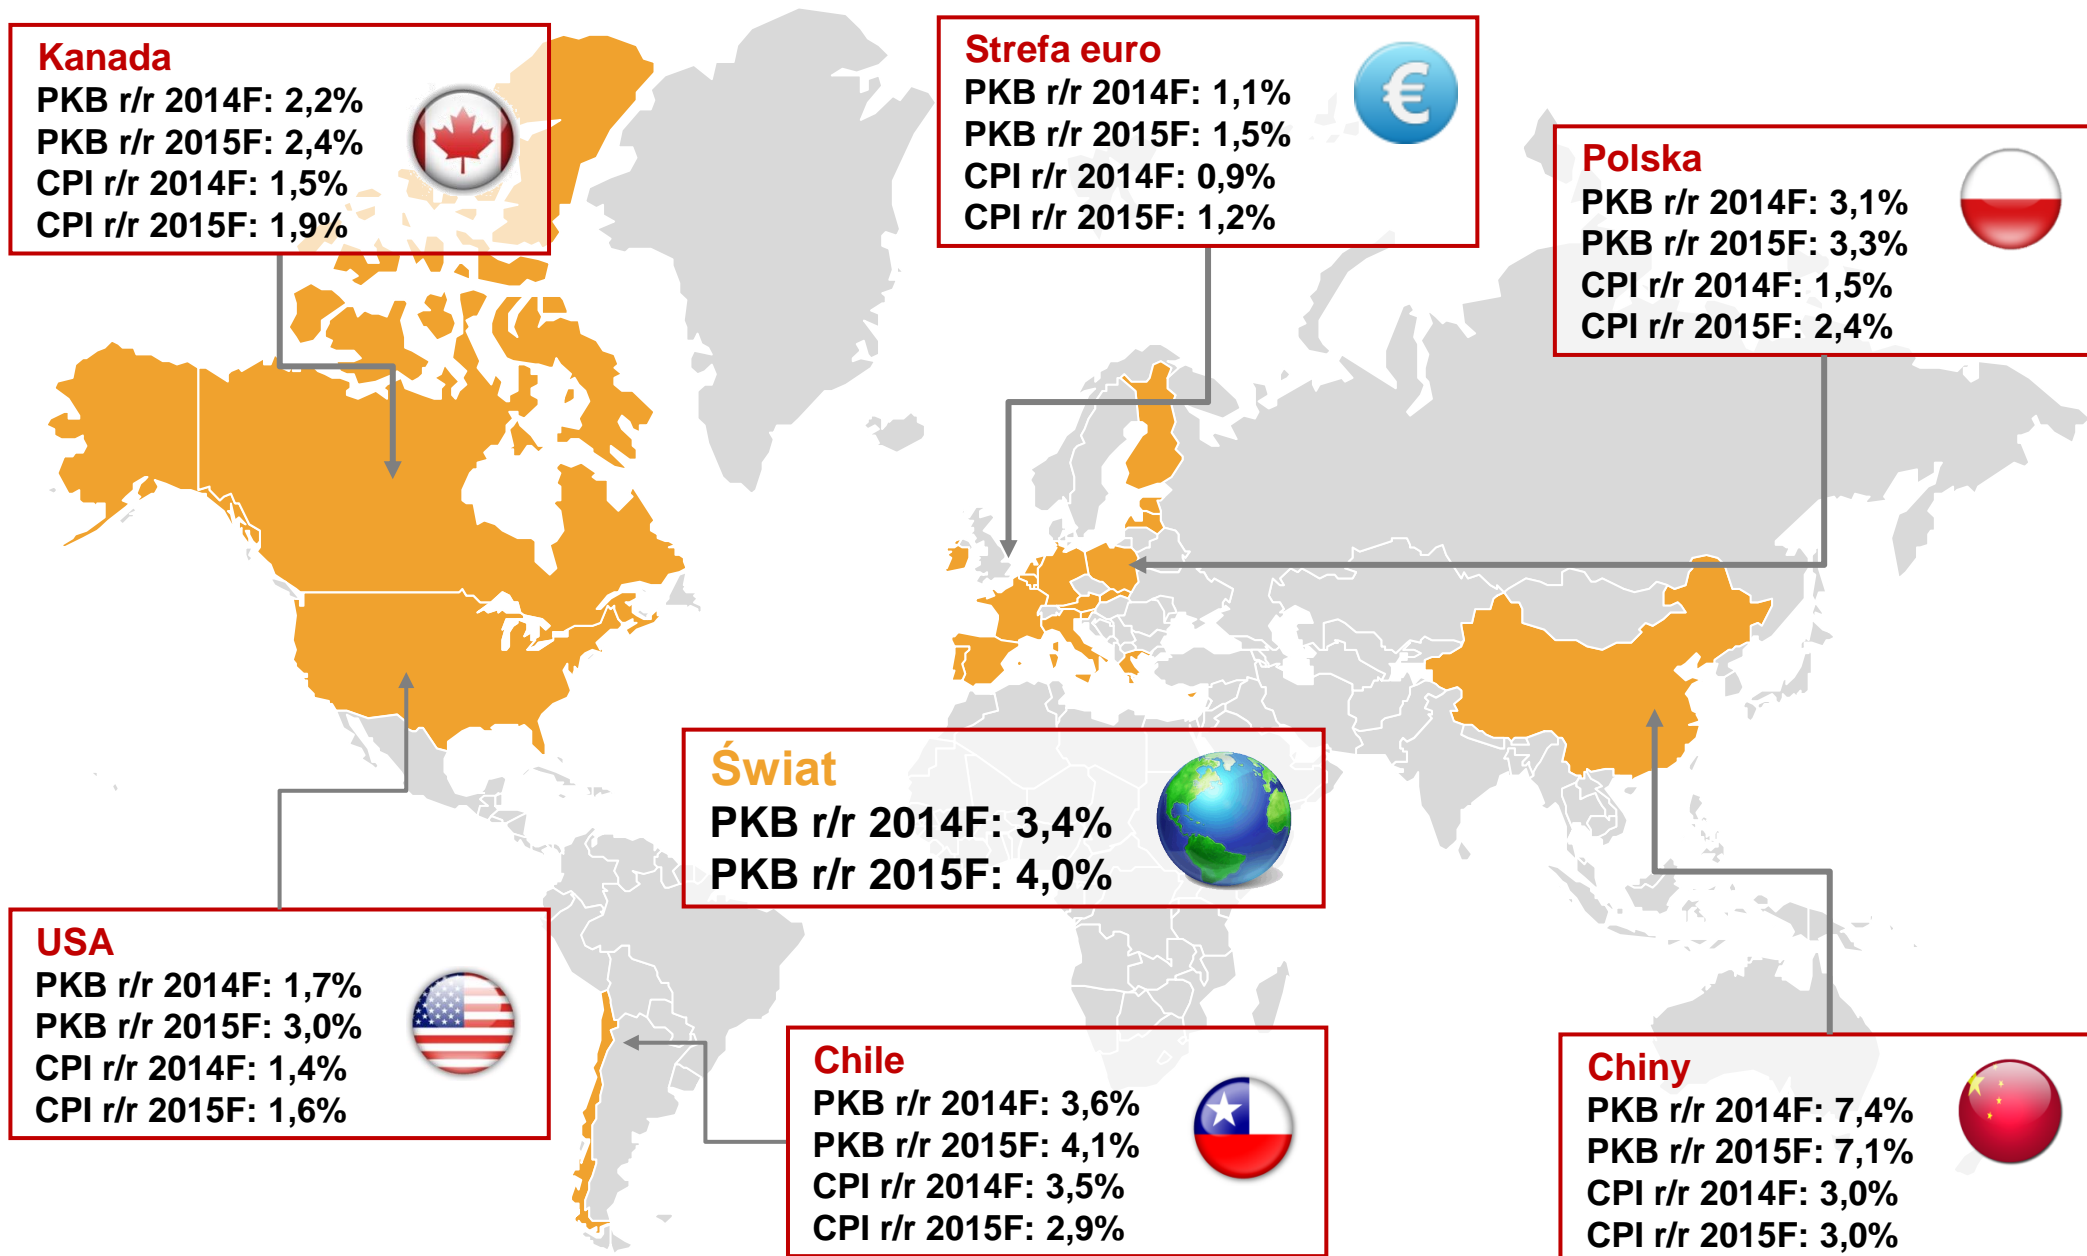 Kanada
PKB r/r 2014F: 2,2%
PKB r/r 2015F: 2,4%
CPI r/r 2014F: 1,5%
CPI r/r 2015F: 1,9%
Strefa euro
PKB r/r 2014F: 1,1%
PKB r/r 2015F: 1,5%
CPI r/r 2014F: 0,9%
CPI r/r 2015F: 1,2%
€
Polska
PKB r/r 2014F: 3,1%
PKB r/r 2015F: 3,3%
CPI r/r 2014F: 1,5%
CPI r/r 2015F: 2,4%
Świat
PKB r/r 2014F: 3,4%
PKB r/r 2015F: 4,0%
USA
PKB r/r 2014F: 1,7%
PKB r/r 2015F: 3,0%
CPI r/r 2014F: 1,4%
CPI r/r 2015F: 1,6%
Chile
PKB r/r 2014F: 3,6%
PKB r/r 2015F: 4,1%
CPI r/r 2014F: 3,5%
CPI r/r 2015F: 2,9%
Chiny
PKB r/r 2014F: 7,4%
PKB r/r 2015F: 7,1%
CPI r/r 2014F: 3,0%
CPI r/r 2015F: 3,0%